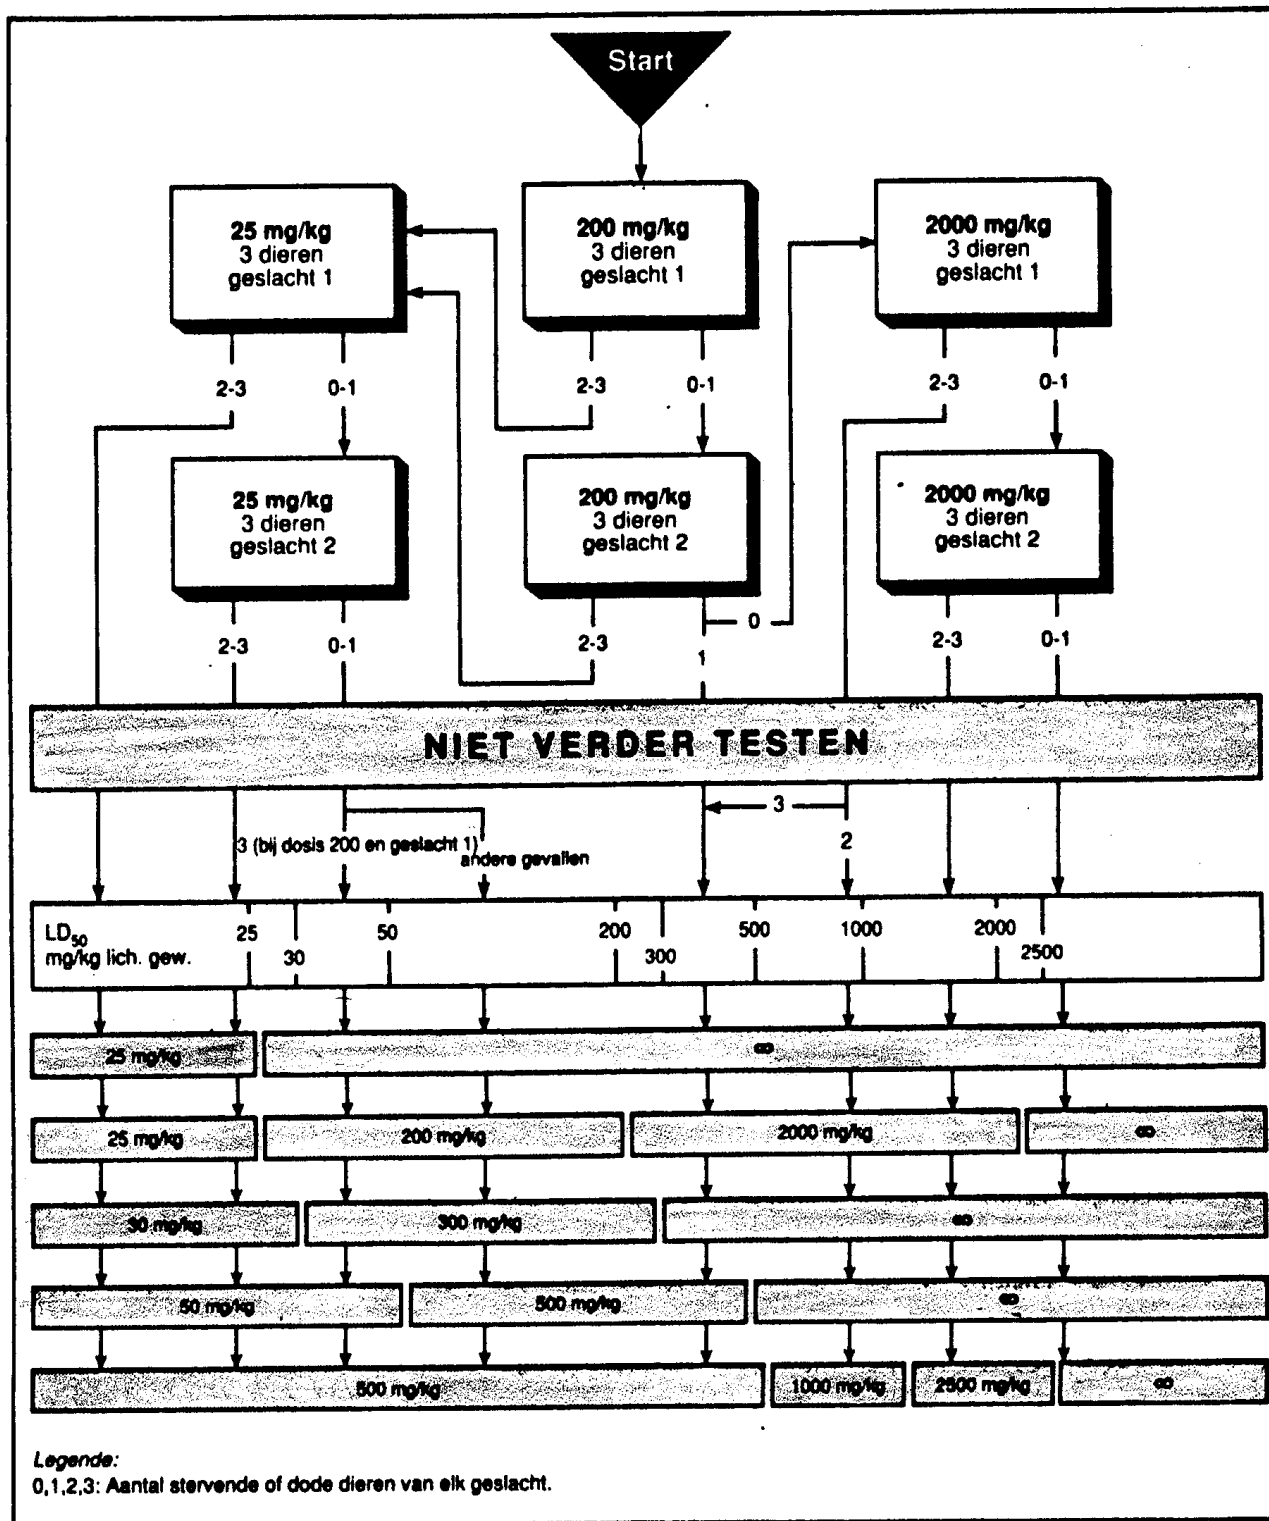 Start
25 mg/kg
3 dieren
geslacht 1
200 mg/kg
3 dieren
geslacht 1
2000 mg/kg
3 dieren
geslacht 1
2-3
0-1
2-3
0-1
2-3
0-1
25 mg/kg
3 dieren
geslacht 2
200 mg/kg
3 dieren
geslacht 2
2000 mg/kg
3 dieren
geslacht 2
2-3
0-1
2-3
1
0
2-3
0-1
NIET VERDER TESTEN
3
2
3 (bij dosis 200 en geslacht 1)
andere gevallen
LD50
mg/kg lich. gew.
25
30
50
200
300
500
1000
2000
2500
25 mg/kg
∞
25 mg/kg
200 mg/kg
2000 mg/kg
∞
30 mg/kg
300 mg/kg
∞
50 mg/kg
500 mg/kg
∞
500 mg/kg
1000 mg/kg
2500 mg/kg
∞
Legende:
0,1,2,3: Aantal stervende of dode dieren van elk geslacht.